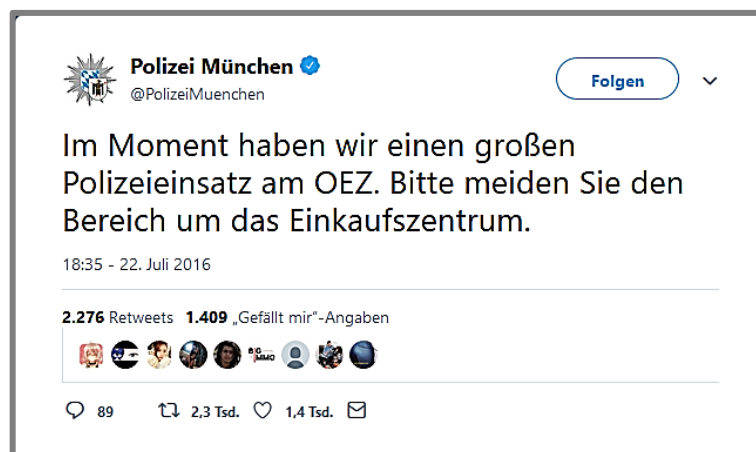 Polizei München
@PolizeiMuenchen
Folgen
Im Moment haben wir einen großen
Polizeieinsatz am OEZ. Bitte meiden Sie den
Bereich um das Einkaufszentrum.
18:35 - 22. Juli 2016
2.276 Retweets 1.409 „Gefällt mir“-Angaben
BIG
IMMO
89 2,3 Tsd. 1,4 Tsd.